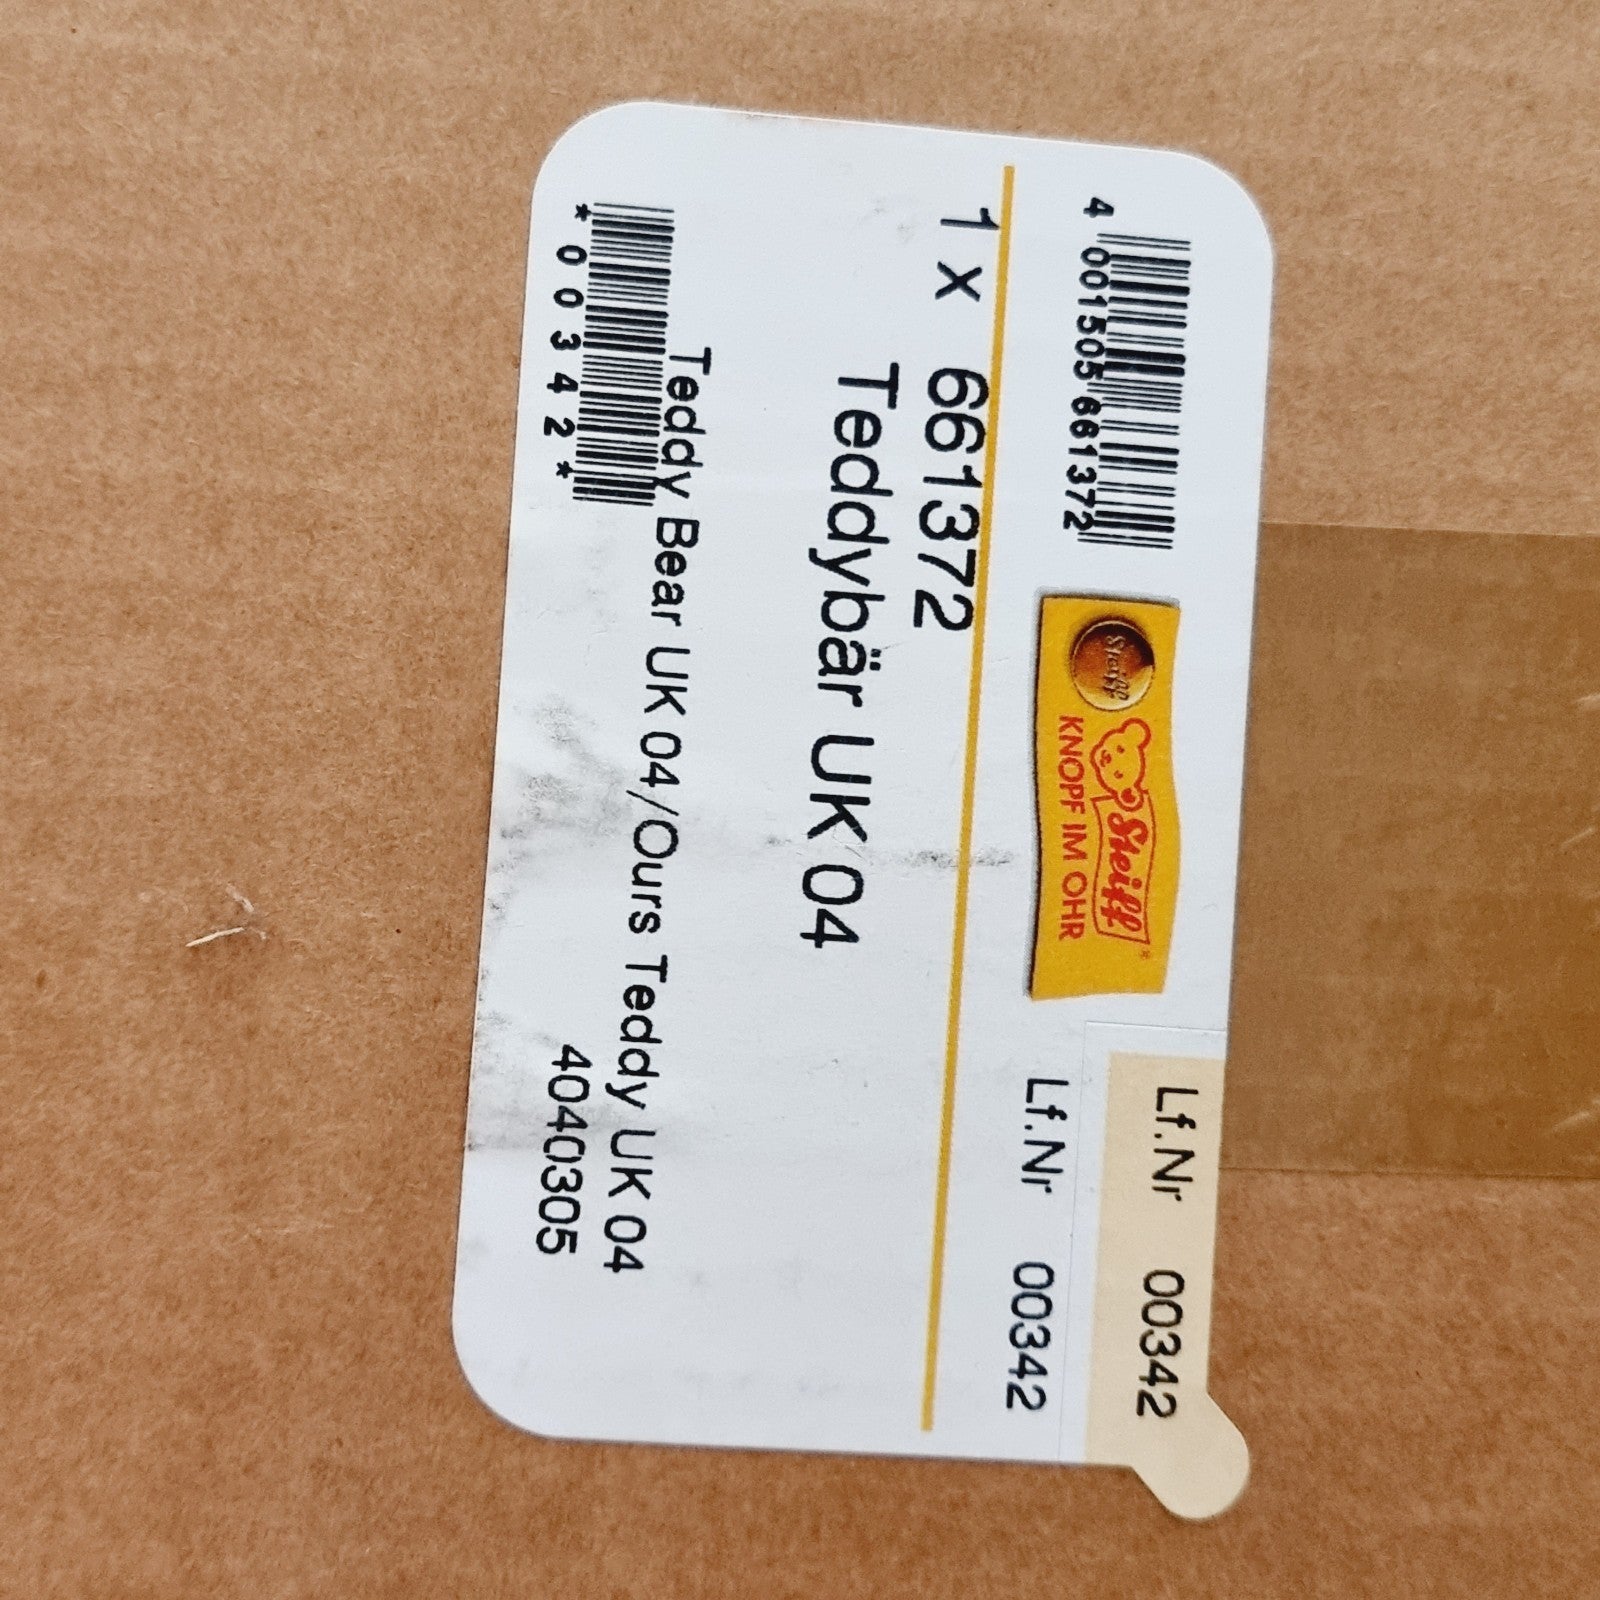 4 001505 661372
Steiff
Steiff
KNOPF IM OHR
Lf.Nr 00342
Lf.Nr 00342
1 x 661372
Teddybär UK 04
Teddy Bear UK 04/Ours Teddy UK 04
*00342*
4040305